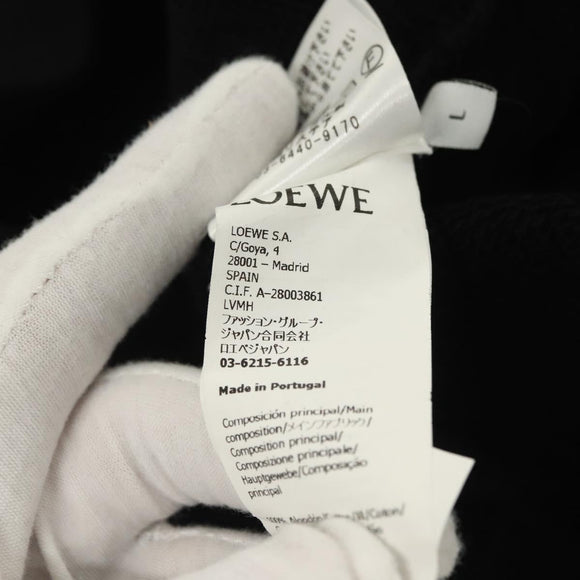 L
8440-9170
LOEWE
LOEWE S.A.
C/Goya, 4
28001 – Madrid
SPAIN
C.I.F. A-28003861
LVMH
ファッション・グループ・
ジャパン合同会社
ロエベジャパン
03-6215-6116
Made in Portugal
Composición principal/Main
composition/メインファブリック/
Composition principal/
Composizione principale/
Hauptgewebe/Composação
principal